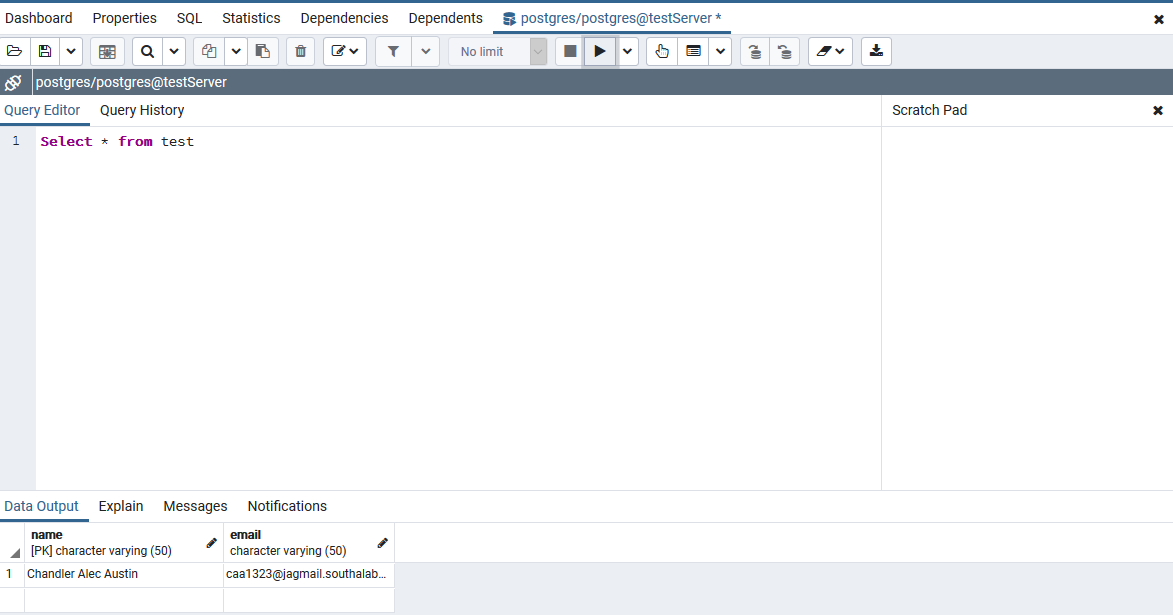 Dashboard Properties SQL Statistics Dependencies Dependents postgres/postgres@testServer *
No limit
postgres/postgres@testServer
Query Editor Query History Scratch Pad
1 Select * from test
Data Output Explain Messages Notifications
name email
[PK] character varying (50) character varying (50)
1 Chandler Alec Austin caa1323@jagmail.southalab...